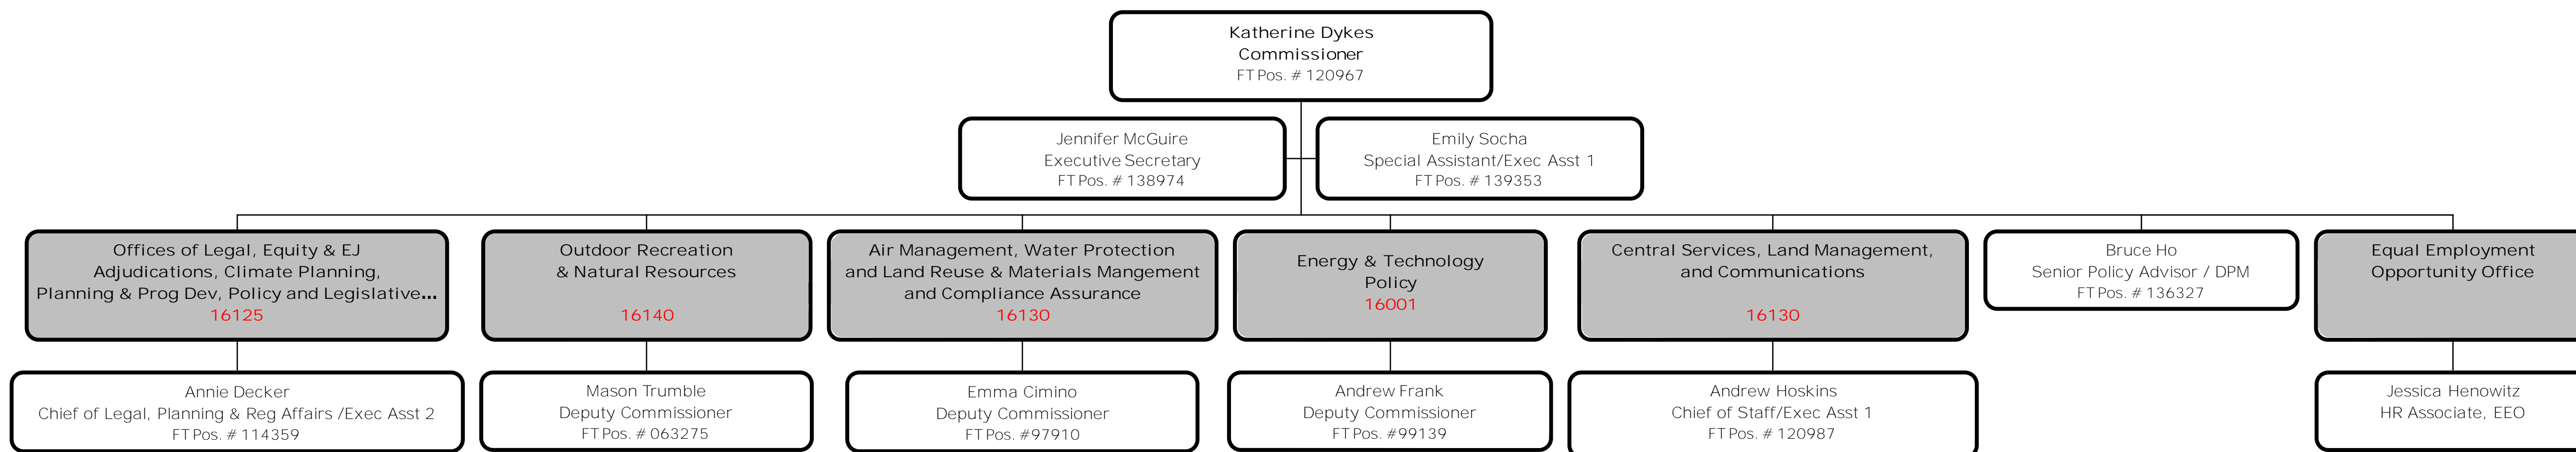 Katherine Dykes
Commissioner
FT Pos. # 120967
Jennifer McGuire
Executive Secretary
FT Pos. # 138974
Emily Socha
Special Assistant/Exec Asst 1
FT Pos. # 139353
Offices of Legal, Equity & EJ
Adjudications, Climate Planning,
Planning & Prog Dev, Policy and Legislative...
16125
Outdoor Recreation
& Natural Resources
16140
Air Management, Water Protection
and Land Reuse & Materials Mangement
and Compliance Assurance
16130
Energy & Technology
Policy
16001
Central Services, Land Management,
and Communications
16130
Bruce Ho
Senior Policy Advisor / DPM
FT Pos. # 136327
Equal Employment
Opportunity Office
Annie Decker
Chief of Legal, Planning & Reg Affairs /Exec Asst 2
FT Pos. # 114359
Mason Trumble
Deputy Commissioner
FT Pos. # 063275
Emma Cimino
Deputy Commissioner
FT Pos. #97910
Andrew Frank
Deputy Commissioner
FT Pos. #99139
Andrew Hoskins
Chief of Staff/Exec Asst 1
FT Pos. # 120987
Jessica Henowitz
HR Associate, EEO